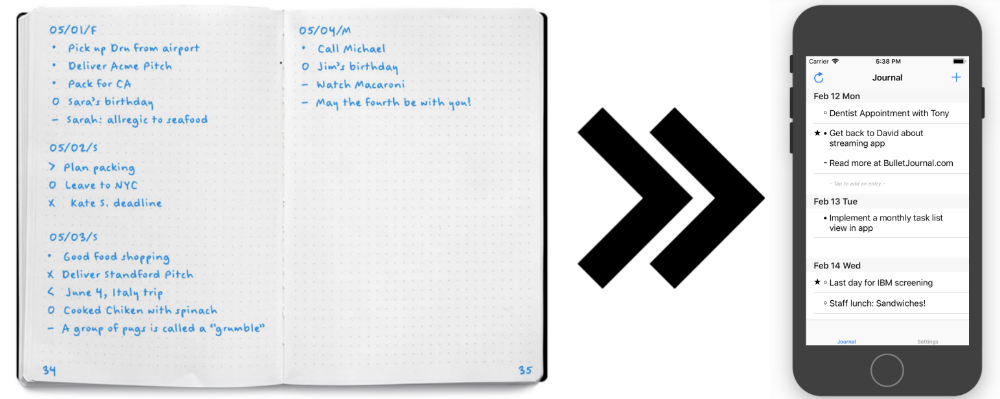 05/01/F
• Pick up Dru from airport
• Deliver Acme Pitch
• Pack for CA
O Sara's birthday
– Sarah: allregic to seafood
05/02/S
> Plan packing
O Leave to NYC
x Kate S. deadline
05/03/S
• Good food shopping
x Deliver Standford Pitch
< June 4, Italy trip
O Cooked Chiken with spinach
– A group of pugs is called a "grumble"
34
05/04/M
• Call Michael
O Jim's birthday
– Watch Macaroni
– May the fourth be with you!
35
Carrier 5:38 PM
Journal +
Feb 12 Mon
○ Dentist Appointment with Tony
★ • Get back to David about
streaming app
- Read more at BulletJournal.com
- Tap to add an entry -
Feb 13 Tue
• Implement a monthly task list
view in app
Feb 14 Wed
★ ○ Last day for IBM screening
○ Staff lunch: Sandwiches!
Journal Settings